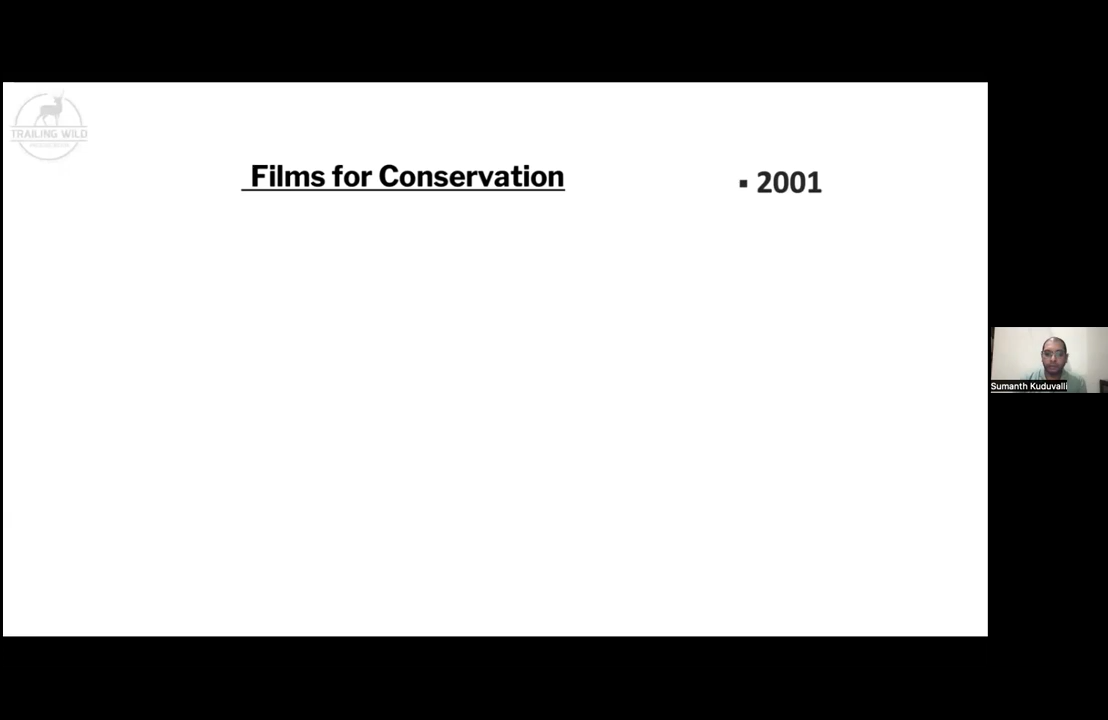 TRAILING WILD
Films for Conservation
▪ 2001
Sumanth Kuduvalli